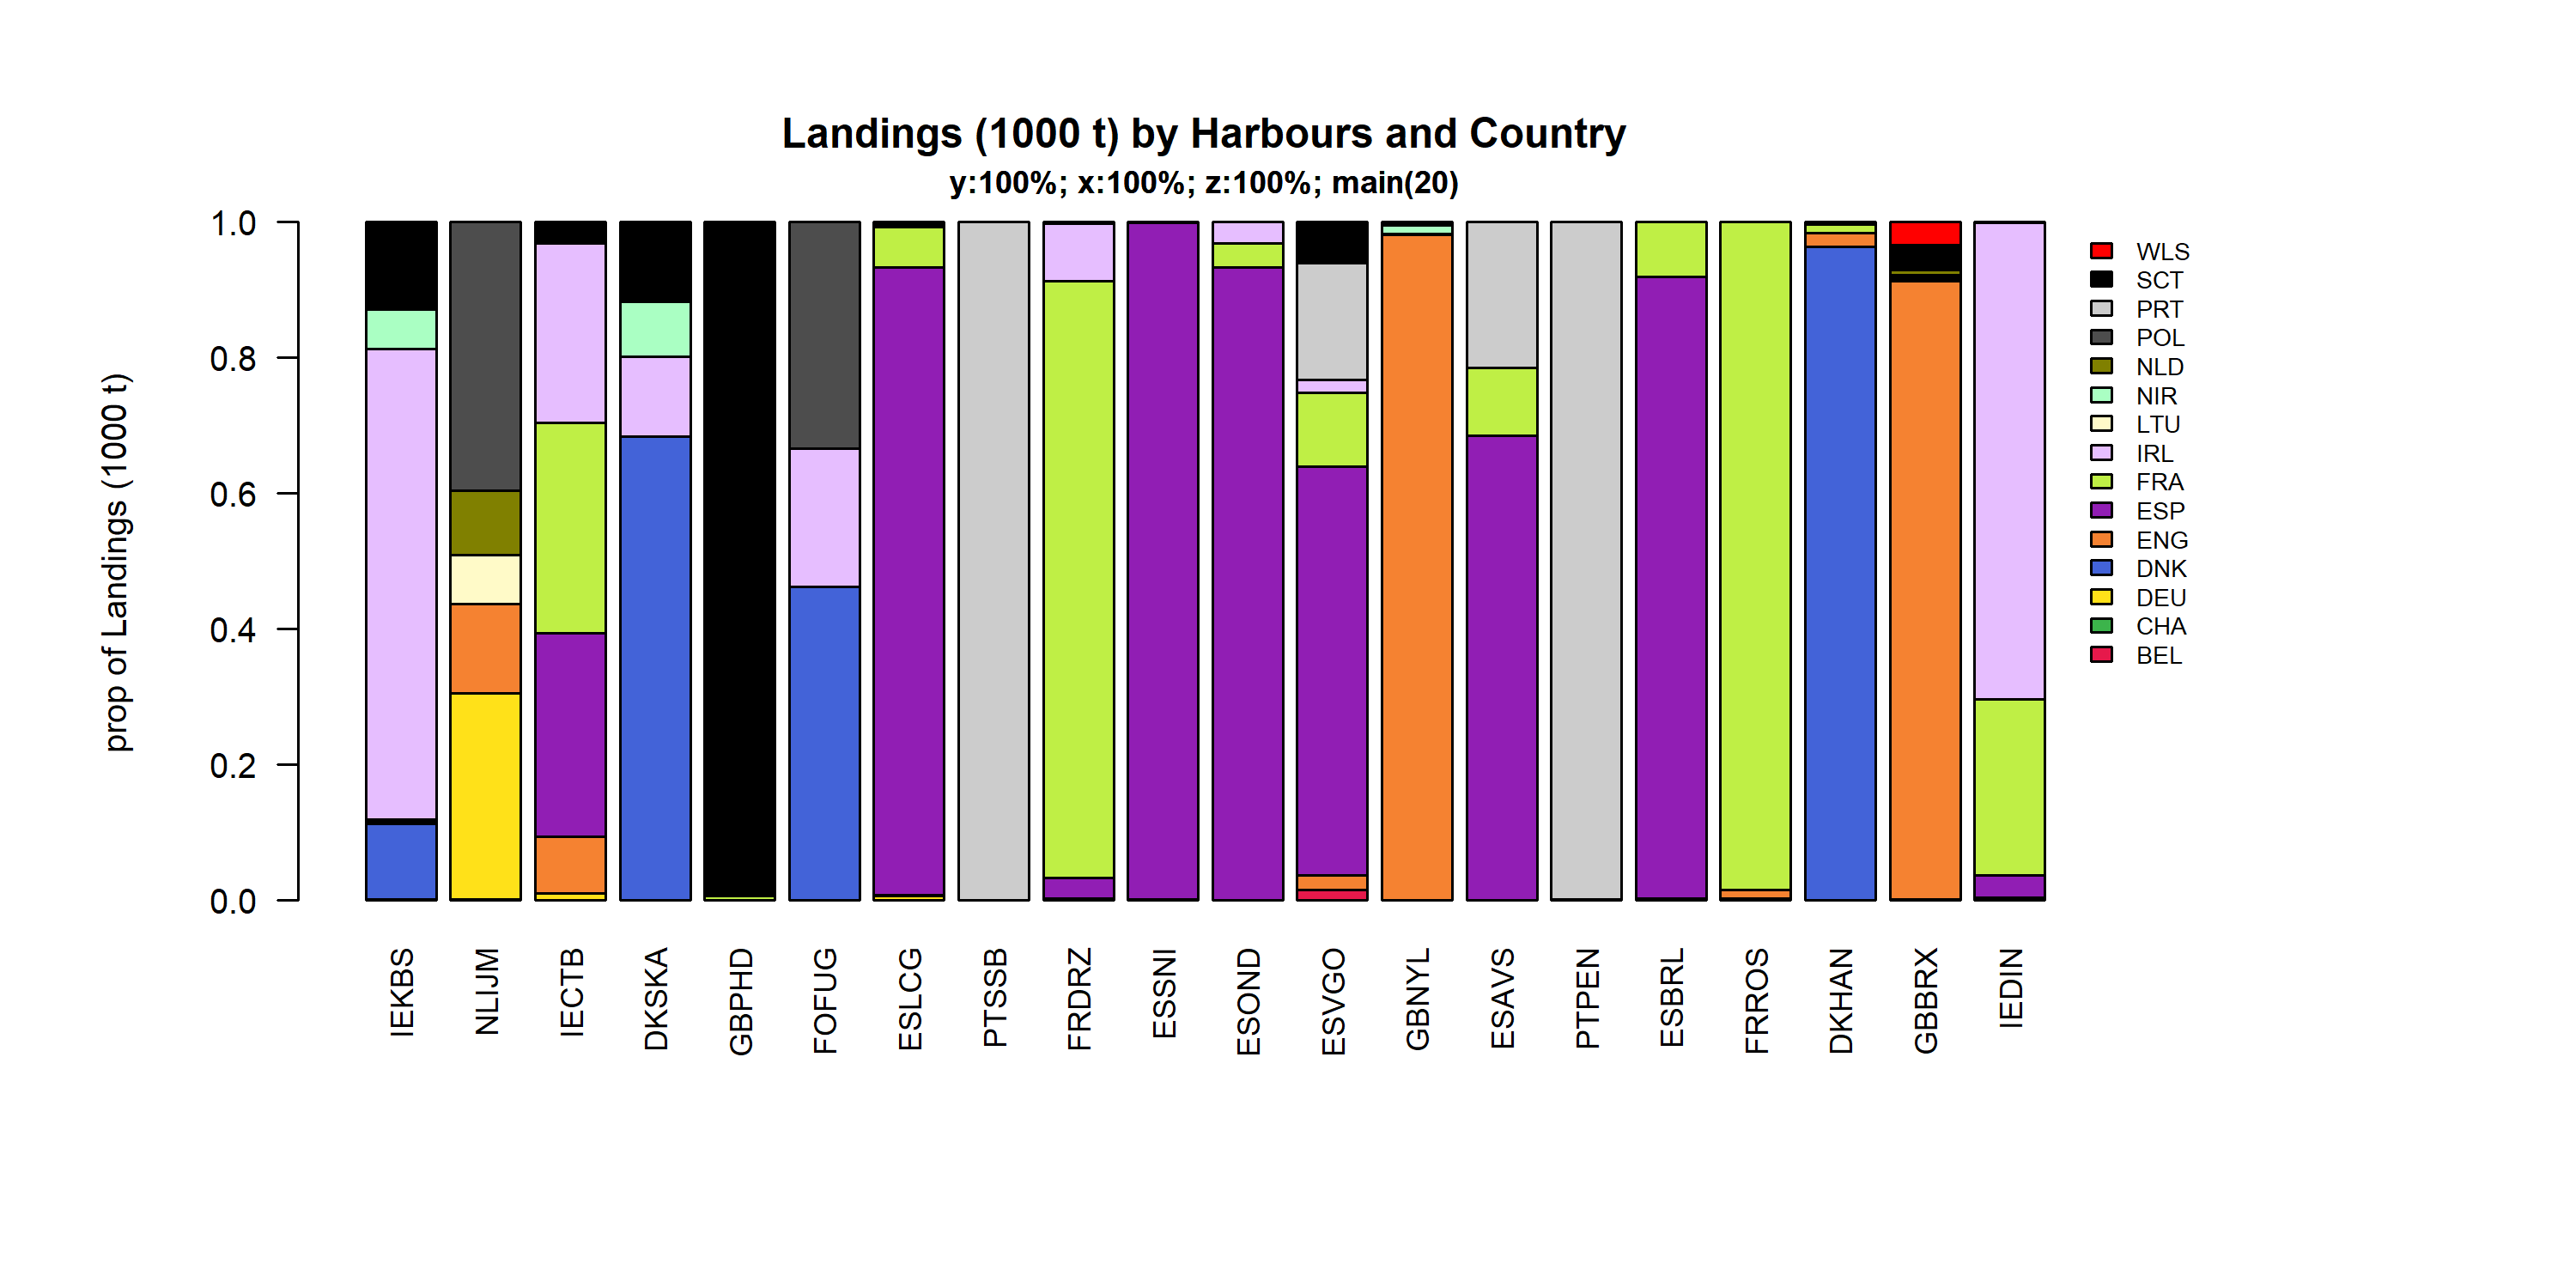 Landings (1000 t) by Harbours and Country
y:100%; x:100%; z:100%; main(20)
prop of Landings (1000 t)
1.0
0.8
0.6
0.4
0.2
0.0
IEKBS
NLIJM
IECTB
DKSKA
GBPHD
FOFUG
ESLCG
PTSSB
FRDRZ
ESSNI
ESOND
ESVGO
GBNYL
ESAVS
PTPEN
ESBRL
FRROS
DKHAN
GBBRX
IEDIN
WLS
SCT
PRT
POL
NLD
NIR
LTU
IRL
FRA
ESP
ENG
DNK
DEU
CHA
BEL